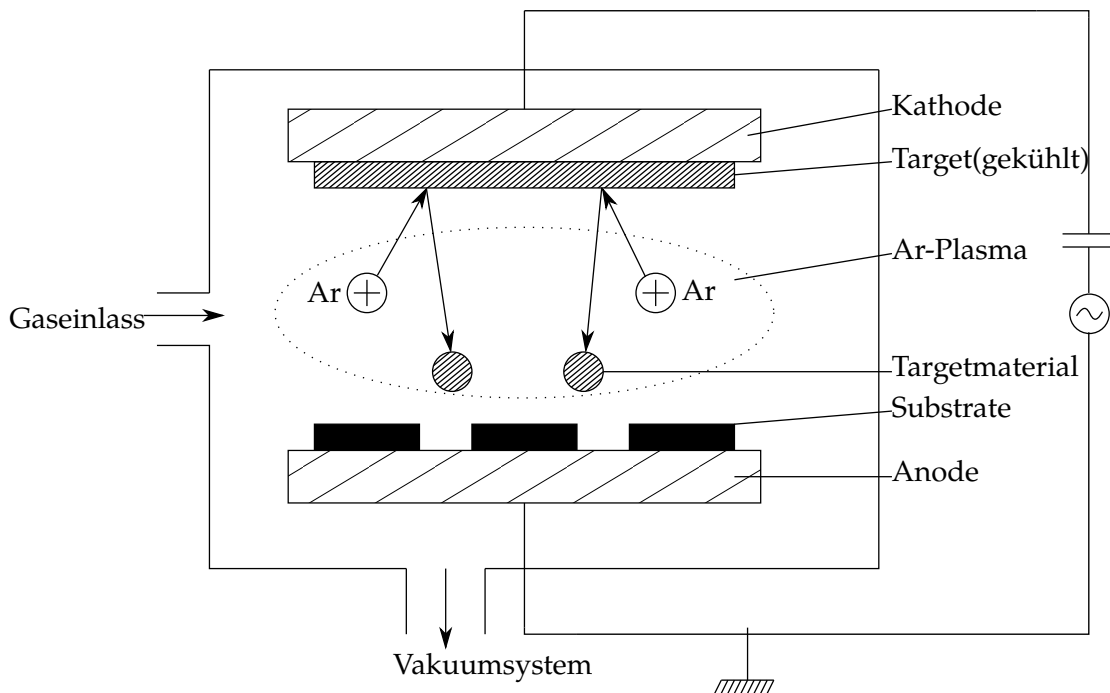 Kathode
Target(gekühlt)
Ar-Plasma
Ar
Ar
Gaseinlass
Targetmaterial
Substrate
Anode
Vakuumsystem